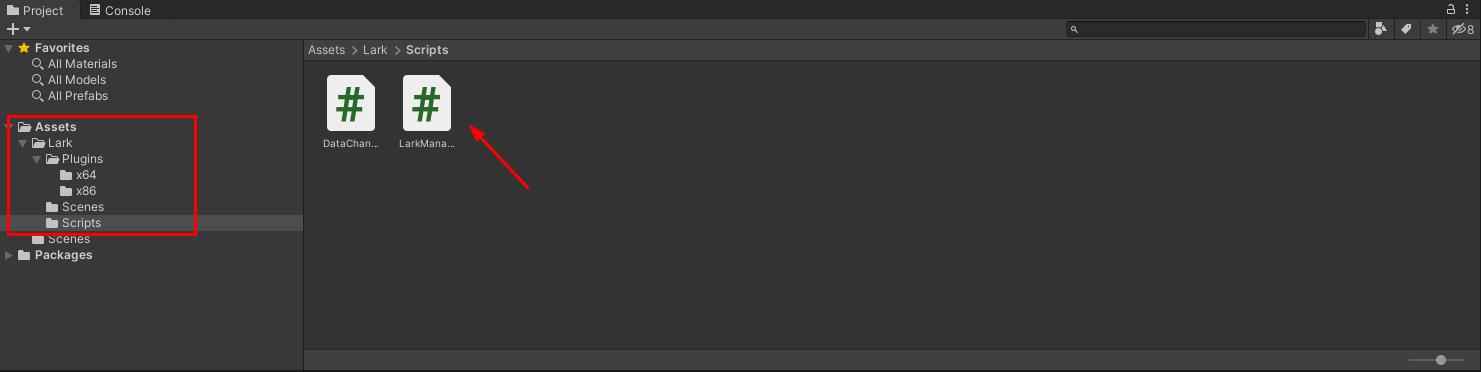 Project
Console
8
Favorites
All Materials
All Models
All Prefabs
Assets
Lark
Plugins
x64
x86
Scenes
Scripts
Scenes
Packages
Assets > Lark > Scripts
#
#
DataChan...
LarkMana...